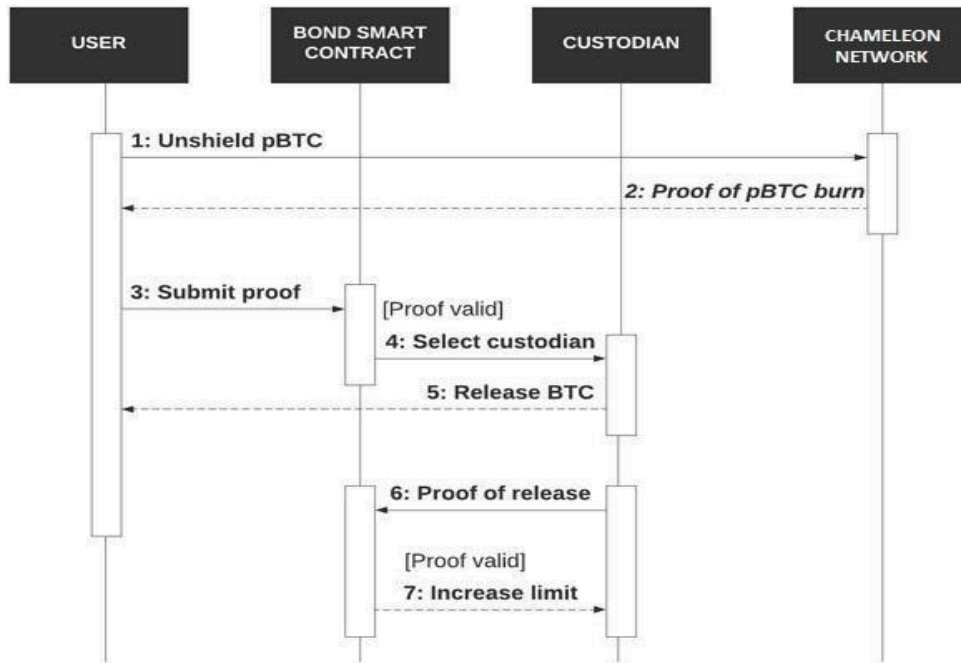 USER
BOND SMART
CONTRACT
CUSTODIAN
CHAMELEON
NETWORK
1: Unshield pBTC
2: Proof of pBTC burn
3: Submit proof
[Proof valid]
4: Select custodian
5: Release BTC
6: Proof of release
[Proof valid]
7: Increase limit